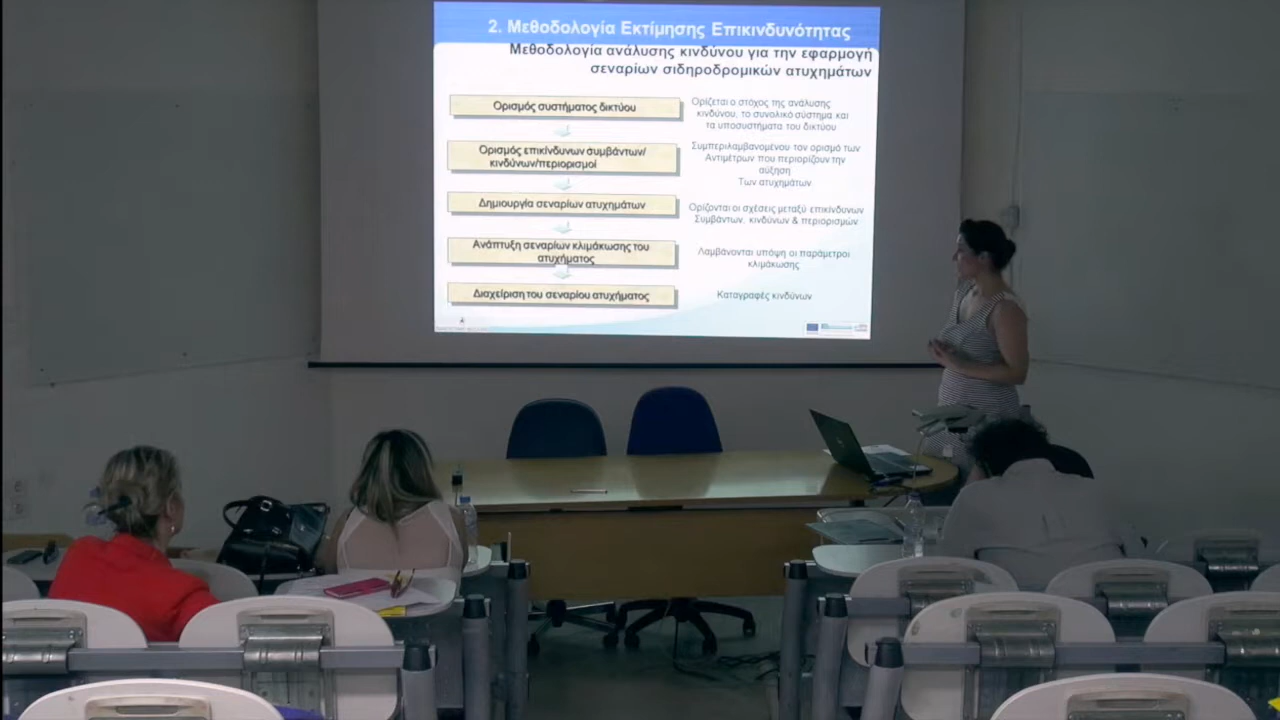 2. Μεθοδολογία Εκτίμησης Επικινδυνότητας
Μεθοδολογία ανάλυσης κινδύνου για την εφαρμογή
σεναρίων σιδηροδρομικών ατυχημάτων
Ορισμός συστήματος δικτύου
Ορίζεται ο στόχος της ανάλυσης
κινδύνου, το συνολικό σύστημα και
τα υποσυστήματα του δικτύου
Ορισμός επικίνδυνων συμβάντων/
κινδύνων/περιορισμοί
Συμπεριλαμβανομένου τον ορισμό των
Αντιμέτρων που περιορίζουν την
αύξηση
Των ατυχημάτων
Δημιουργία σεναρίων ατυχημάτων
Ορίζονται οι σχέσεις μεταξύ επικίνδυνων
Συμβάντων, κινδύνων & περιορισμών
Ανάπτυξη σεναρίων κλιμάκωσης του
ατυχήματος
Λαμβάνονται υπόψη οι παράμετροι
κλιμάκωσης
Διαχείριση του σεναρίου ατυχήματος
Καταγραφές κινδύνων